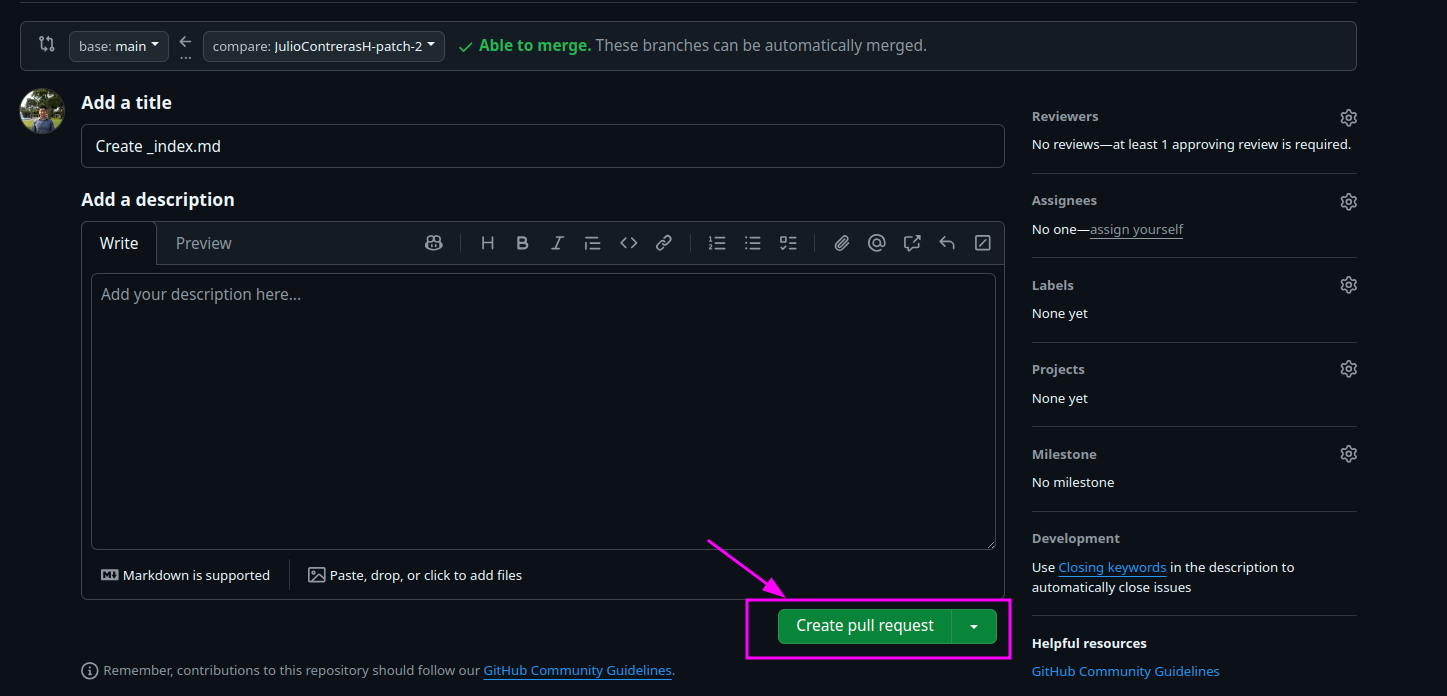 base: main
compare: JulioContrerasH-patch-2
Able to merge. These branches can be automatically merged.
Add a title
Create _index.md
Add a description
Write Preview
H B I
Add your description here...
Markdown is supported
Paste, drop, or click to add files
Create pull request
Remember, contributions to this repository should follow our GitHub Community Guidelines.
Reviewers
No reviews—at least 1 approving review is required.
Assignees
No one—assign yourself
Labels
None yet
Projects
None yet
Milestone
No milestone
Development
Use Closing keywords in the description to
automatically close issues
Helpful resources
GitHub Community Guidelines